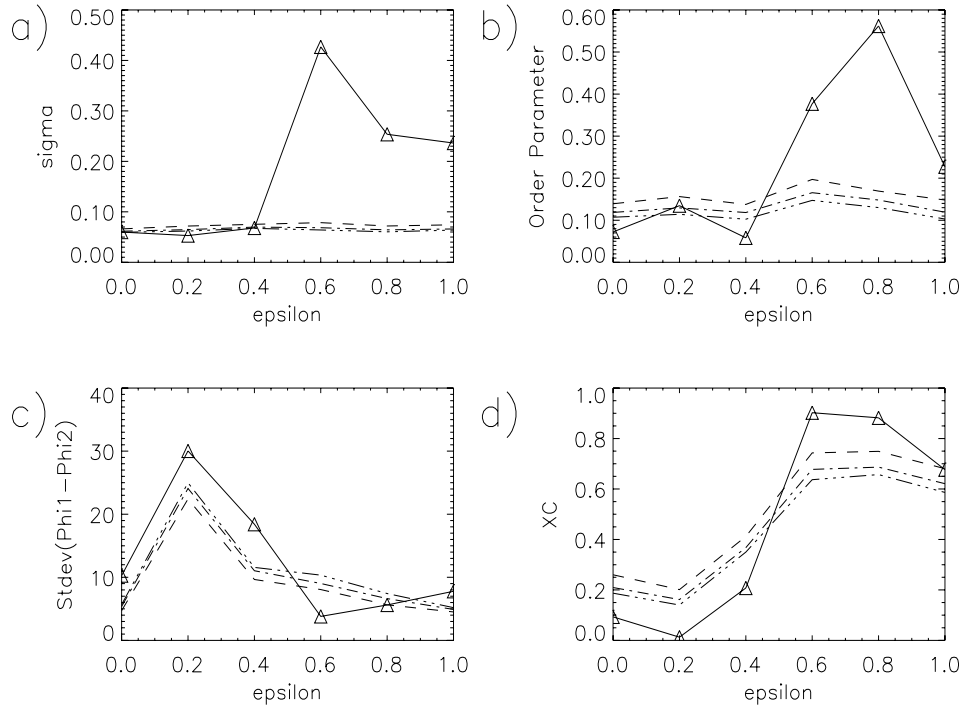 a)
sigma
0.50
0.40
0.30
0.20
0.10
0.00
0.0 0.2 0.4 0.6 0.8 1.0
epsilon
b)
Order Parameter
0.60
0.50
0.40
0.30
0.20
0.10
0.00
0.0 0.2 0.4 0.6 0.8 1.0
epsilon
c)
Stdev(Phi1-Phi2)
40
30
20
10
0
0.0 0.2 0.4 0.6 0.8 1.0
epsilon
d)
XC
1.0
0.8
0.6
0.4
0.2
0.0
0.0 0.2 0.4 0.6 0.8 1.0
epsilon